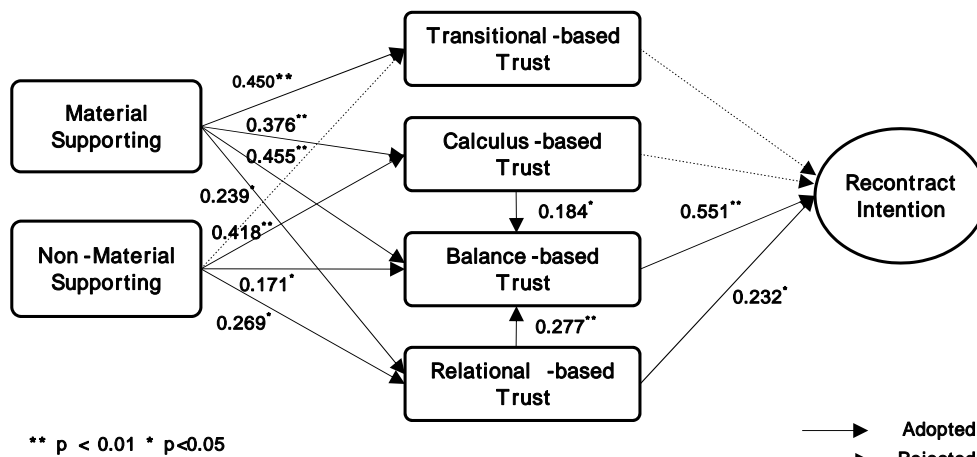 Transitional -based
Trust
0.450**
Material
Supporting
0.376**
Calculus -based
Trust
0.455**
Recontract
Intention
0.239*
0.184*
0.551**
0.418**
Non -Material
Supporting
Balance -based
Trust
0.171*
0.269*
0.277**
0.232*
Relational -based
Trust
** p < 0.01 * p<0.05
Adopted
Rejected